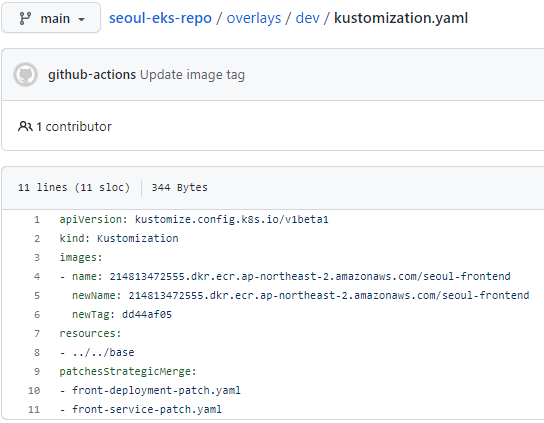 main seoul-eks-repo / overlays / dev / kustomization.yaml
github-actions Update image tag
1 contributor
11 lines (11 sloc) 344 Bytes
1 apiVersion: kustomize.config.k8s.io/v1beta1
2 kind: Kustomization
3 images:
4 - name: 214813472555.dkr.ecr.ap-northeast-2.amazonaws.com/seoul-frontend
5   newName: 214813472555.dkr.ecr.ap-northeast-2.amazonaws.com/seoul-frontend
6   newTag: dd44af05
7 resources:
8 - ../../base
9 patchesStrategicMerge:
10 - front-deployment-patch.yaml
11 - front-service-patch.yaml